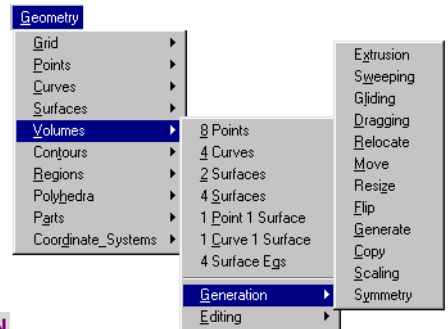 Geometry
Grid
Points
Curves
Surfaces
Volumes
Contours
Regions
Polyhedra
Parts
Coordinate_Systems
8 Points
4 Curves
2 Surfaces
4 Surfaces
1 Point 1 Surface
1 Curve 1 Surface
4 Surface Eqs
Generation
Editing
Extrusion
Sweeping
Gliding
Dragging
Relocate
Move
Resize
Flip
Generate
Copy
Scaling
Symmetry
N